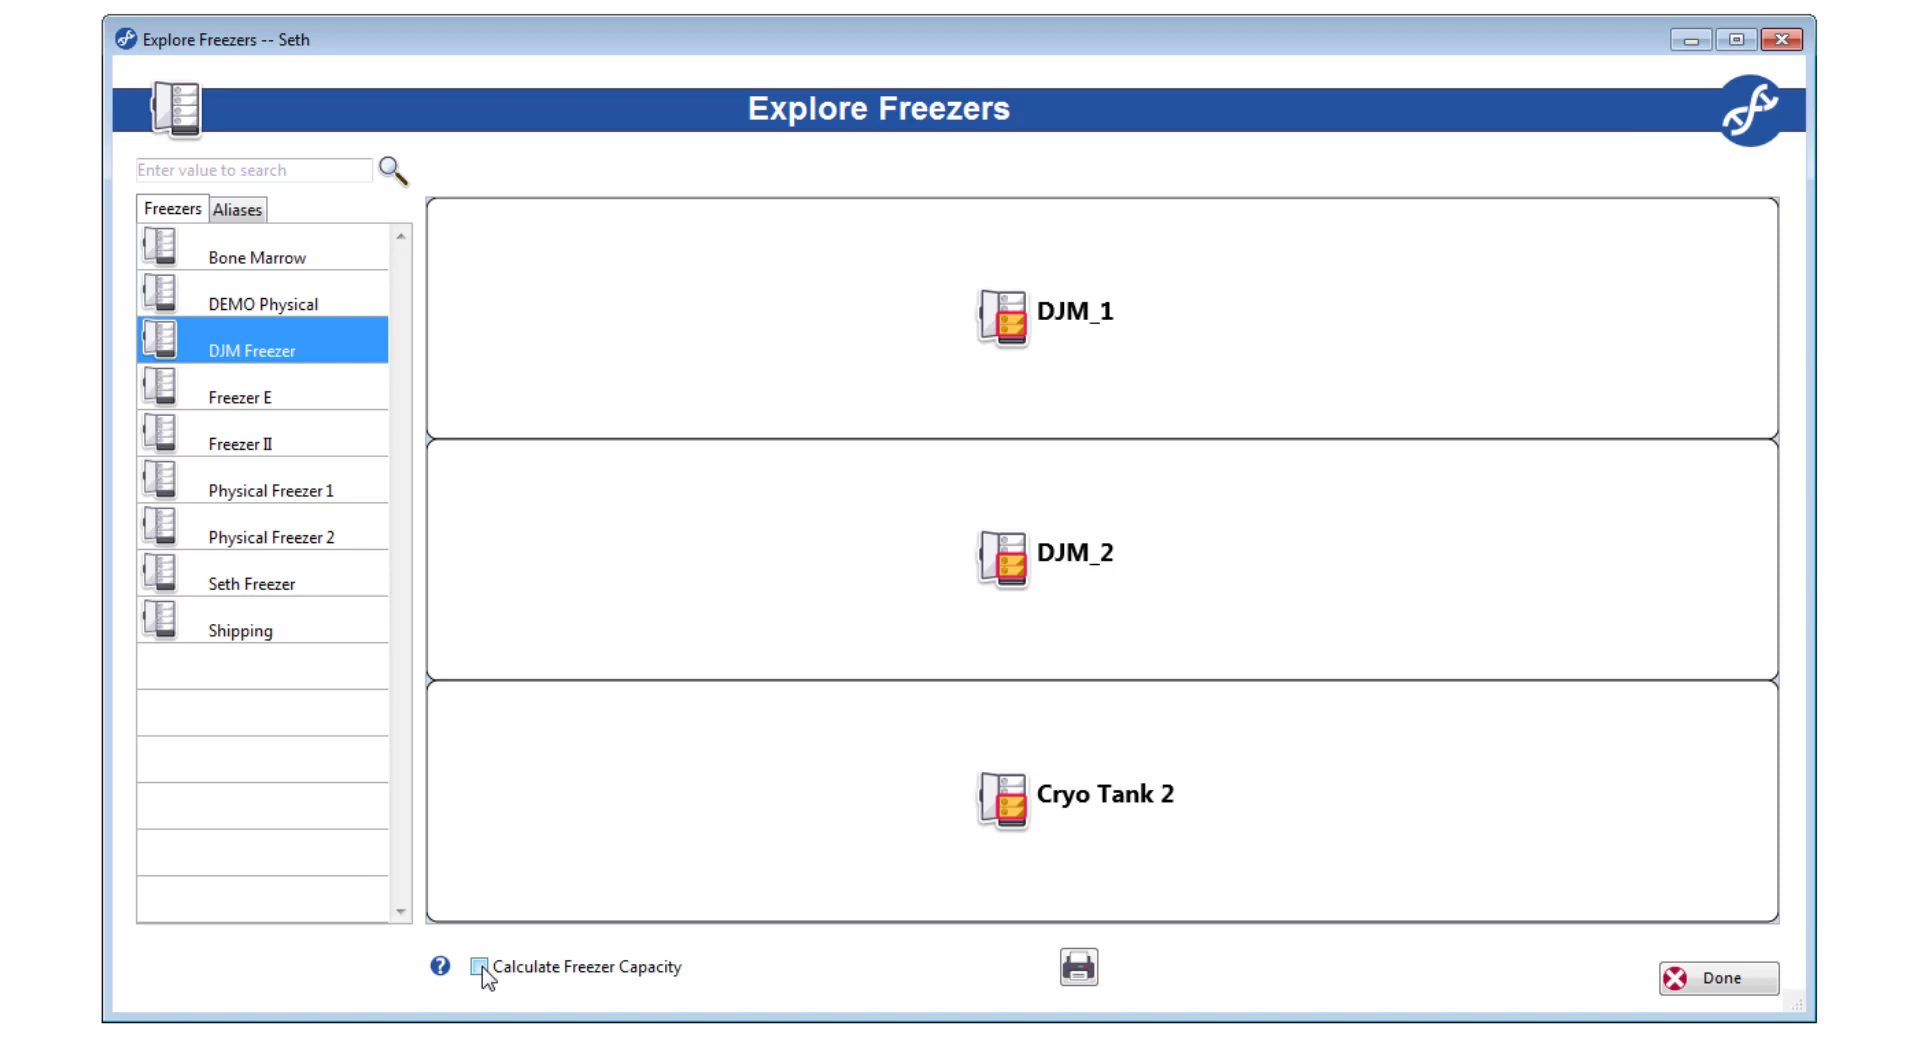 Explore Freezers -- Seth
Explore Freezers
Enter value to search
Freezers Aliases
Bone Marrow
DEMO Physical
DJM Freezer
Freezer E
Freezer II
Physical Freezer 1
Physical Freezer 2
Seth Freezer
Shipping
DJM_1
DJM_2
Cryo Tank 2
? Calculate Freezer Capacity
Done